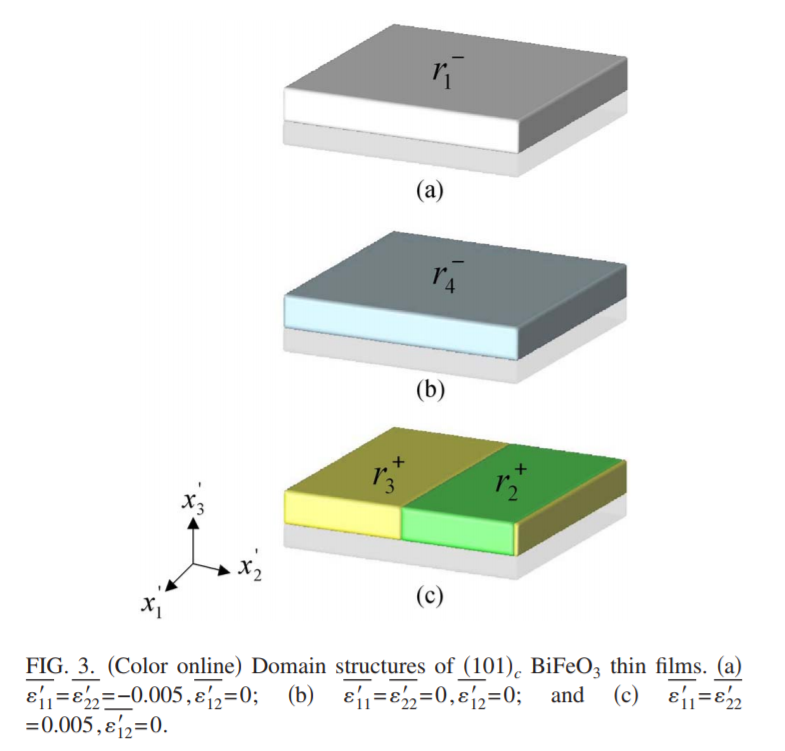 r₁⁻
(a)
r₄⁻
(b)
r₃⁺ r₂⁺
x₃'
x₂'
x₁'
(c)
FIG. 3. (Color online) Domain structures of (101)c BiFeO₃ thin films. (a)
ε̅′₁₁=ε̅′₂₂=−0.005, ε̅′₁₂=0; (b) ε̅′₁₁=ε̅′₂₂=0, ε̅′₁₂=0; and (c) ε̅′₁₁=ε̅′₂₂
=0.005, ε̅′₁₂=0.